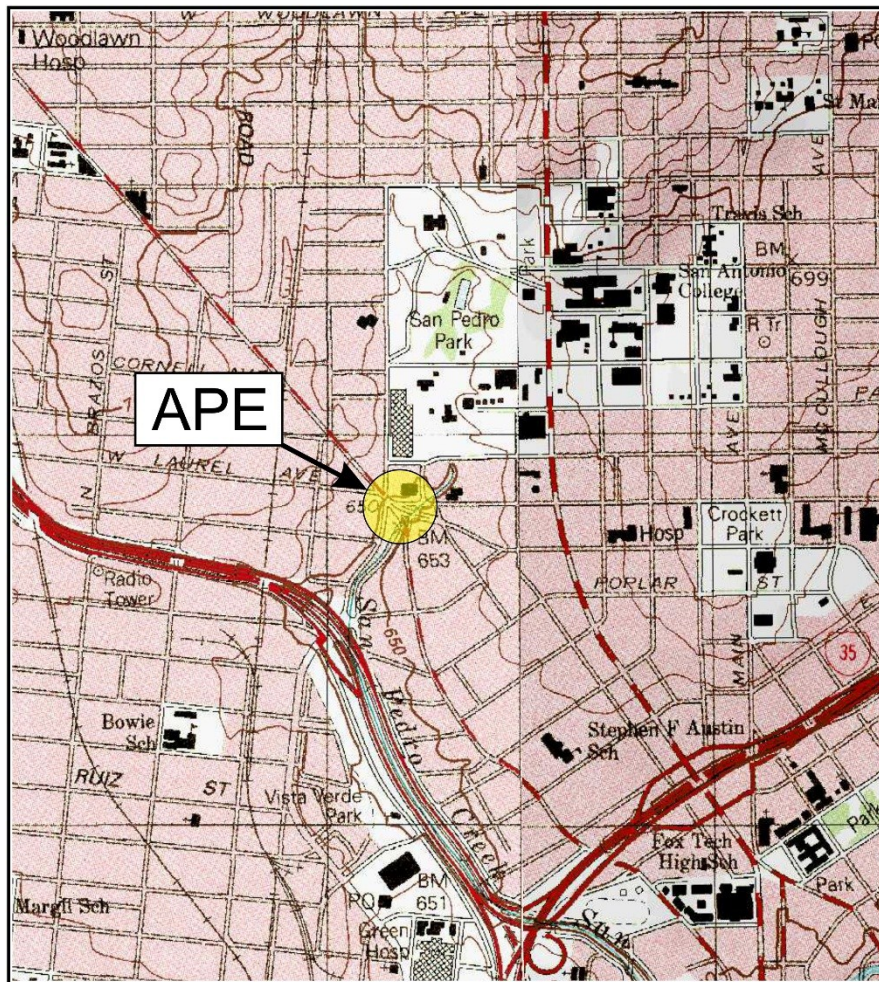 W WOODLAWN AVE
Woodlawn
Hosp
ROAD
St Ma
AVE
Travis Sch
BM
699
San Antonio
College
R Tr
Park
San Pedro
Park
BRAZOS ST
CORNELL
MC CULLOUGH
APE
W LAUREL AVE
N
650
BM
653
Hosp
Crockett
Park
AVE
Radio
Tower
POPLAR ST
650
MAIN
35
San Pedro Creek
Bowie
Sch
Stephen F Austin
Sch
RUIZ ST
Vista Verde
Park
Fox Tech
High Sch
Park
Park
BM
651
PO
Margil Sch
Green
Hosp
San